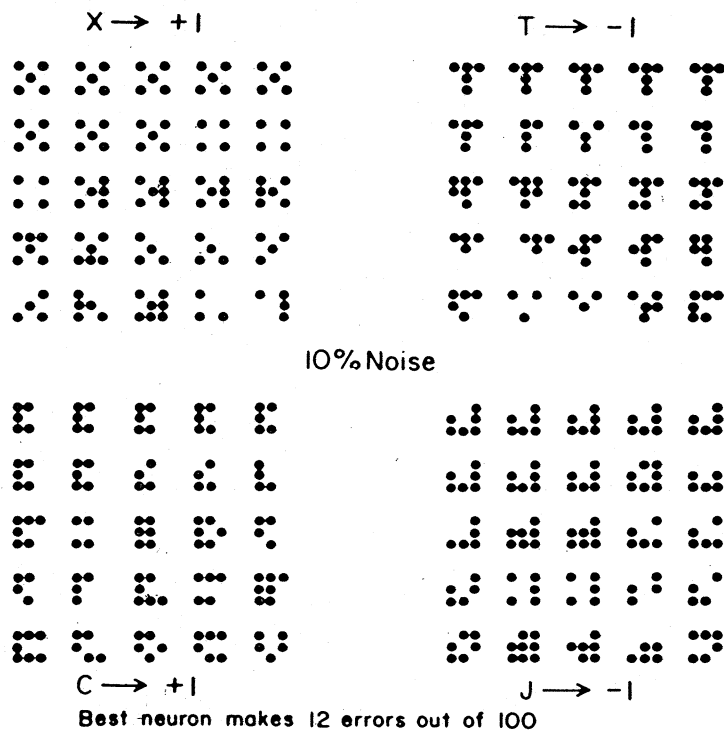 X → +1
T → -1
10% Noise
C → +1
J → -1
Best neuron makes 12 errors out of 100